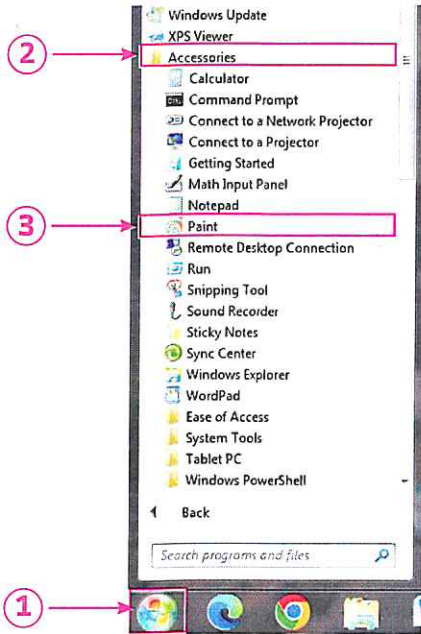 Windows Update
XPS Viewer
2
Accessories
Calculator
Command Prompt
Connect to a Network Projector
Connect to a Projector
Getting Started
Math Input Panel
Notepad
3
Paint
Remote Desktop Connection
Run
Snipping Tool
Sound Recorder
Sticky Notes
Sync Center
Windows Explorer
WordPad
Ease of Access
System Tools
Tablet PC
Windows PowerShell
Back
Search programs and files
1